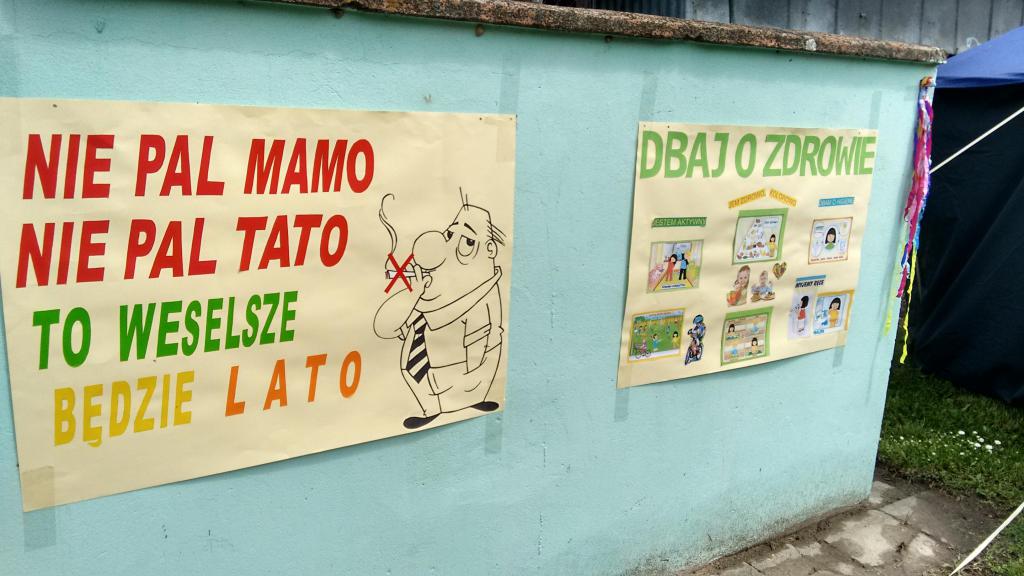 NIE PAL MAMO
NIE PAL TATO
TO WESELSZE
BĘDZIE LATO
DBAJ O ZDROWIE
JEM ZDROWO, KOLOROWO
DBAM O HIGIENĘ
JESTEM AKTYWNY
MYJEMY RĘCE